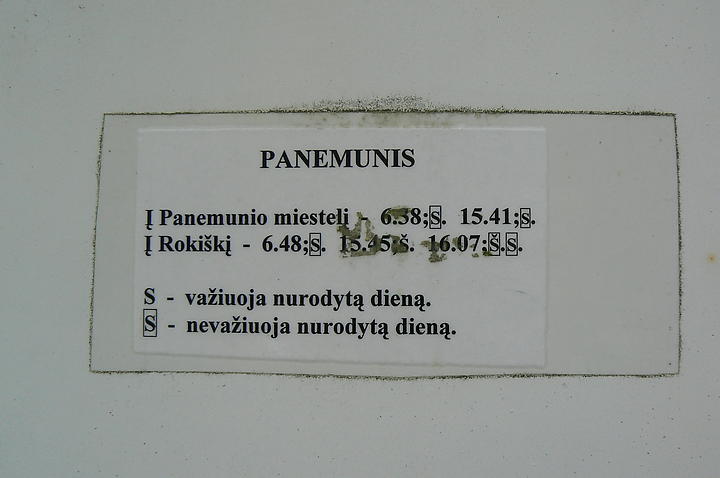 PANEMUNIS
Į Panemunio miestelį - 6.38;s. 15.41;s.
Į Rokiškį - 6.48;s. 15.45;š. 16.07;š.s.
S - važiuoja nurodytą dieną.
S - nevažiuoja nurodytą dieną.